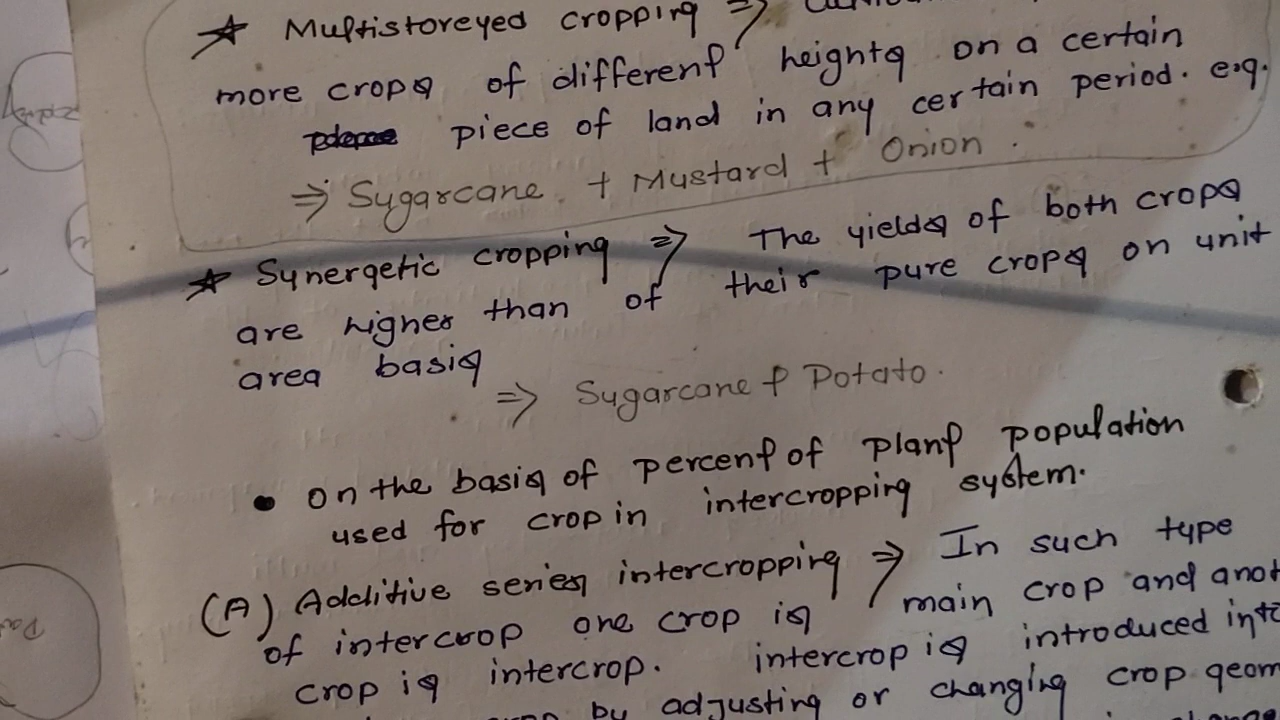 ★ Multistoreyed cropping ⇒
more crops of different heights on a certain
piece of land in any certain period. e.g.
⇒ Sugarcane + Mustard + Onion.
★ Synergetic cropping ⇒ The yields of both crops
are higher than of their pure crops on unit
area basis
⇒ Sugarcane + Potato.
• on the basis of percent of plant population
used for crop in intercropping system.
(A) Additive series intercropping ⇒ In such type
of intercroop one crop is main crop and
crop is intercrop. intercrop is introduced
by adjusting or changing crop